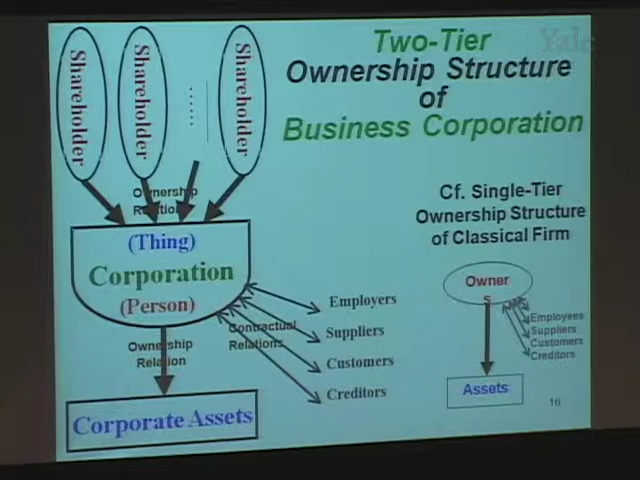 Two-Tier
Ownership Structure
of
Business Corporation
Yale
Shareholder
Shareholder
......
Shareholder
Ownership
Relation
(Thing)
Corporation
(Person)
Ownership
Relation
Corporate Assets
Contractual
Relations
Employers
Suppliers
Customers
Creditors
Cf. Single-Tier
Ownership Structure
of Classical Firm
Owner
s
Employees
Suppliers
Customers
Creditors
Assets
16